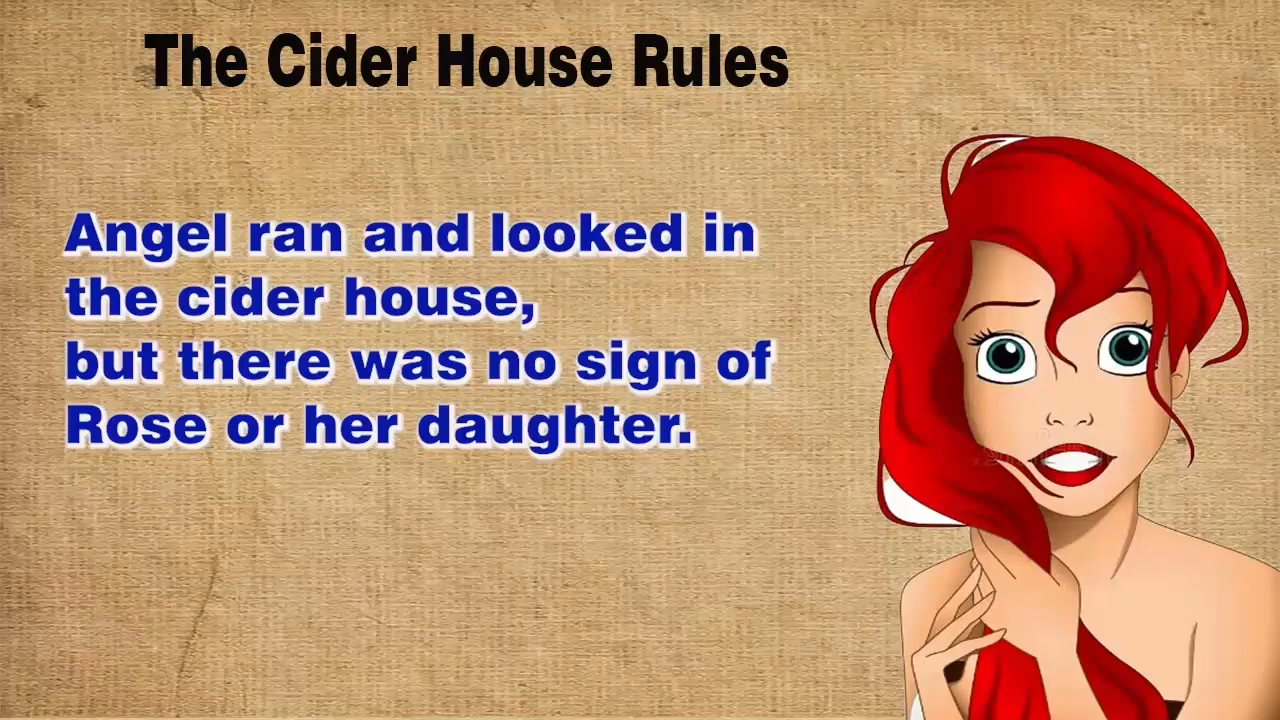 The Cider House Rules
Angel ran and looked in
the cider house,
but there was no sign of
Rose or her daughter.